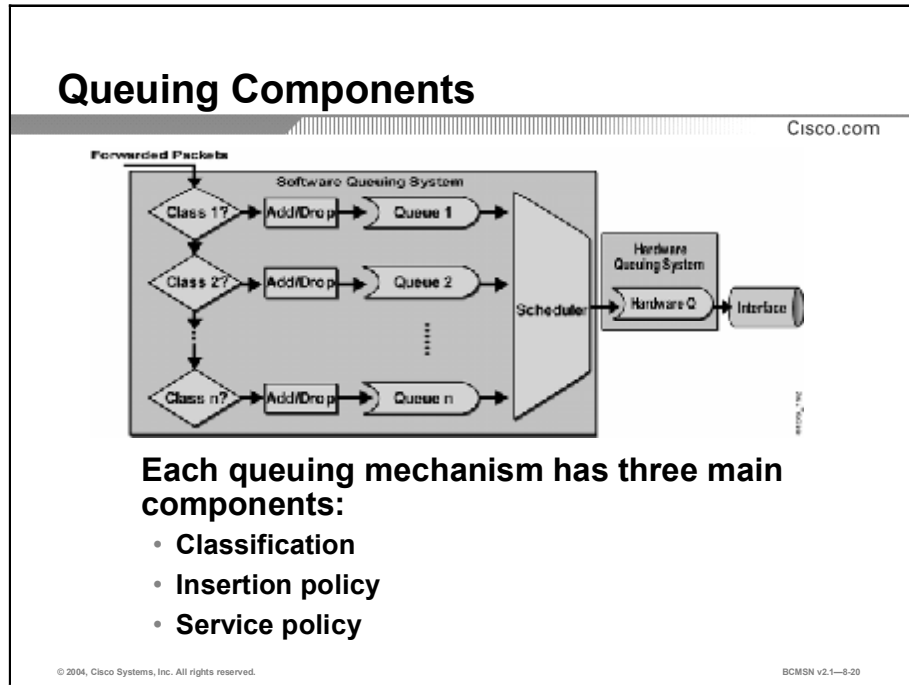 Queuing Components
Cisco.com
Forwarded Packets
Software Queuing System
Class 1?
Add/Drop
Queue 1
Class 2?
Add/Drop
Queue 2
Class n?
Add/Drop
Queue n
Scheduler
Hardware
Queuing System
Hardware Q
Interface
Each queuing mechanism has three main
components:
• Classification
• Insertion policy
• Service policy
© 2004, Cisco Systems, Inc. All rights reserved.
BCMSN v2.1—8-20